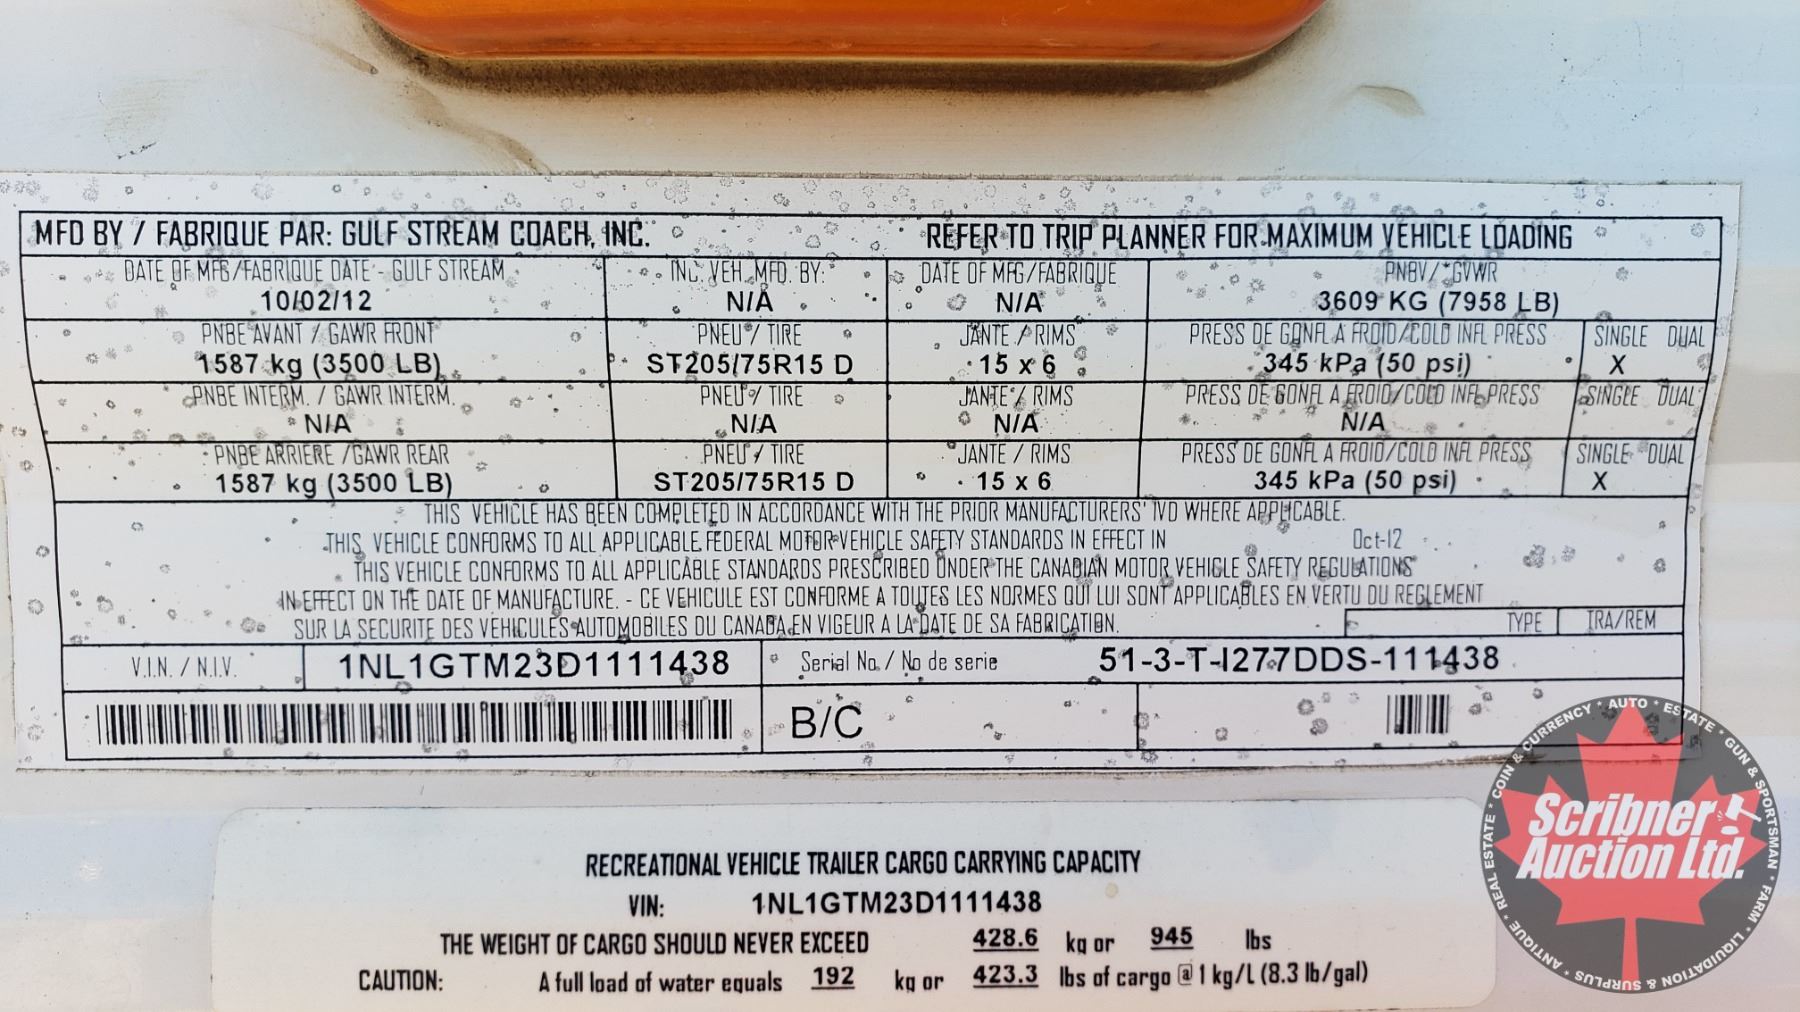 MFD BY / FABRIQUE PAR: GULF STREAM COACH, INC. REFER TO TRIP PLANNER FOR MAXIMUM VEHICLE LOADING
DATE OF MFG/FABRIQUE DATE - GULF STREAM INC. VEH. MFD. BY: DATE OF MFG/FABRIQUE PNBV/*GVWR
10/02/12 N/A N/A 3609 KG (7958 LB)
PNBE AVANT / GAWR FRONT PNEU / TIRE JANTE / RIMS PRESS DE GONFL A FROID/COLD INFL PRESS SINGLE DUAL
1587 kg (3500 LB) ST205/75R15 D 15 x 6 345 kPa (50 psi) X
PNBE INTERM. / GAWR INTERM. PNEU / TIRE JANTE / RIMS PRESS DE GONFL A FROID/COLD INFL PRESS SINGLE DUAL
N/A N/A N/A N/A
PNBE ARRIERE / GAWR REAR PNEU / TIRE JANTE / RIMS PRESS DE GONFL A FROID/COLD INFL PRESS SINGLE DUAL
1587 kg (3500 LB) ST205/75R15 D 15 x 6 345 kPa (50 psi) X
THIS VEHICLE HAS BEEN COMPLETED IN ACCORDANCE WITH THE PRIOR MANUFACTURERS' IVD WHERE APPLICABLE.
THIS VEHICLE CONFORMS TO ALL APPLICABLE FEDERAL MOTOR VEHICLE SAFETY STANDARDS IN EFFECT IN Oct-12
THIS VEHICLE CONFORMS TO ALL APPLICABLE STANDARDS PRESCRIBED UNDER THE CANADIAN MOTOR VEHICLE SAFETY REGULATIONS
IN EFFECT ON THE DATE OF MANUFACTURE. - CE VEHICULE EST CONFORME A TOUTES LES NORMES QUI LUI SONT APPLICABLES EN VERTU DU REGLEMENT
SUR LA SECURITE DES VEHICULES AUTOMOBILES DU CANADA EN VIGEUR A LA DATE DE SA FABRICATION. TYPE TRA/REM
V.I.N. / N.I.V. 1NL1GTM23D1111438 Serial No. / No de serie 51-3-T-I277DDS-111438
B/C
RECREATIONAL VEHICLE TRAILER CARGO CARRYING CAPACITY
VIN: 1NL1GTM23D1111438
THE WEIGHT OF CARGO SHOULD NEVER EXCEED 428.6 kg or 945 lbs
CAUTION: A full load of water equals 192 kg or 423.3 lbs of cargo @ 1 kg/L (8.3 lb/gal)
Scribner
Auction Ltd.
AUTO * ESTATE * GUN & SPORTSMAN * FARM * LIQUIDATION & SURPLUS * ANTIQUE * REAL ESTATE * COIN & CURRENCY *